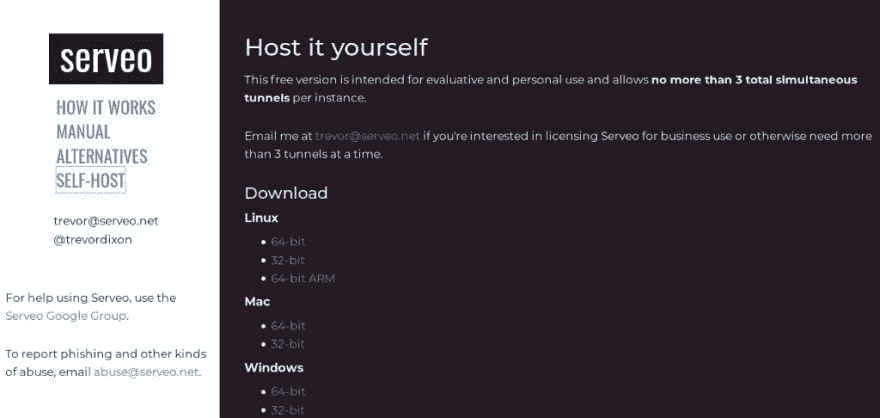 serveo
HOW IT WORKS
MANUAL
ALTERNATIVES
SELF-HOST
trevor@serveo.net
@trevordixon
For help using Serveo, use the
Serveo Google Group.
To report phishing and other kinds
of abuse, email abuse@serveo.net.
Host it yourself
This free version is intended for evaluative and personal use and allows no more than 3 total simultaneous
tunnels per instance.
Email me at trevor@serveo.net if you're interested in licensing Serveo for business use or otherwise need more
than 3 tunnels at a time.
Download
Linux
64-bit
32-bit
64-bit ARM
Mac
64-bit
32-bit
Windows
64-bit
32-bit